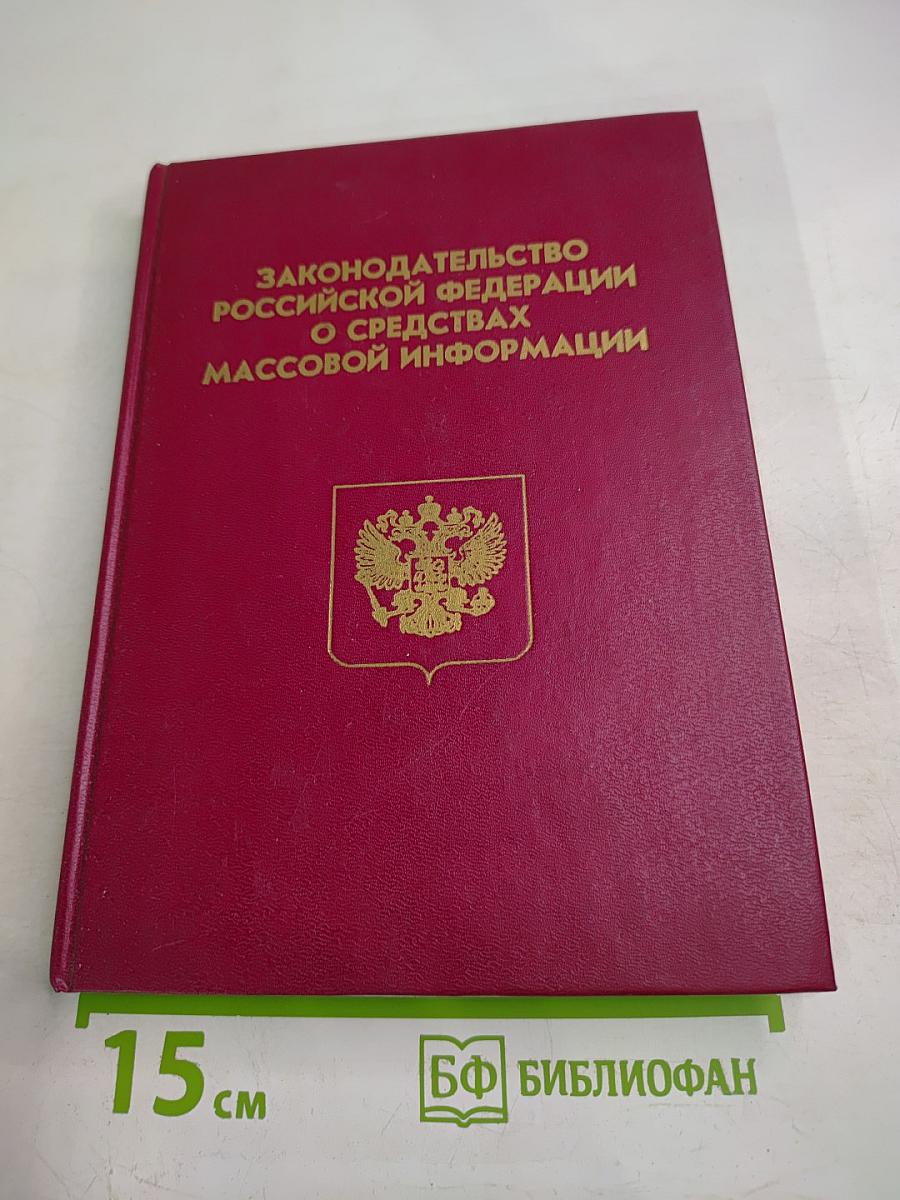 ЗАКОНОДАТЕЛЬСТВО
РОССИЙСКОЙ ФЕДЕРАЦИИ
О СРЕДСТВАХ
МАССОВОЙ ИНФОРМАЦИИ
15 см
БФ БИБЛИОФАН